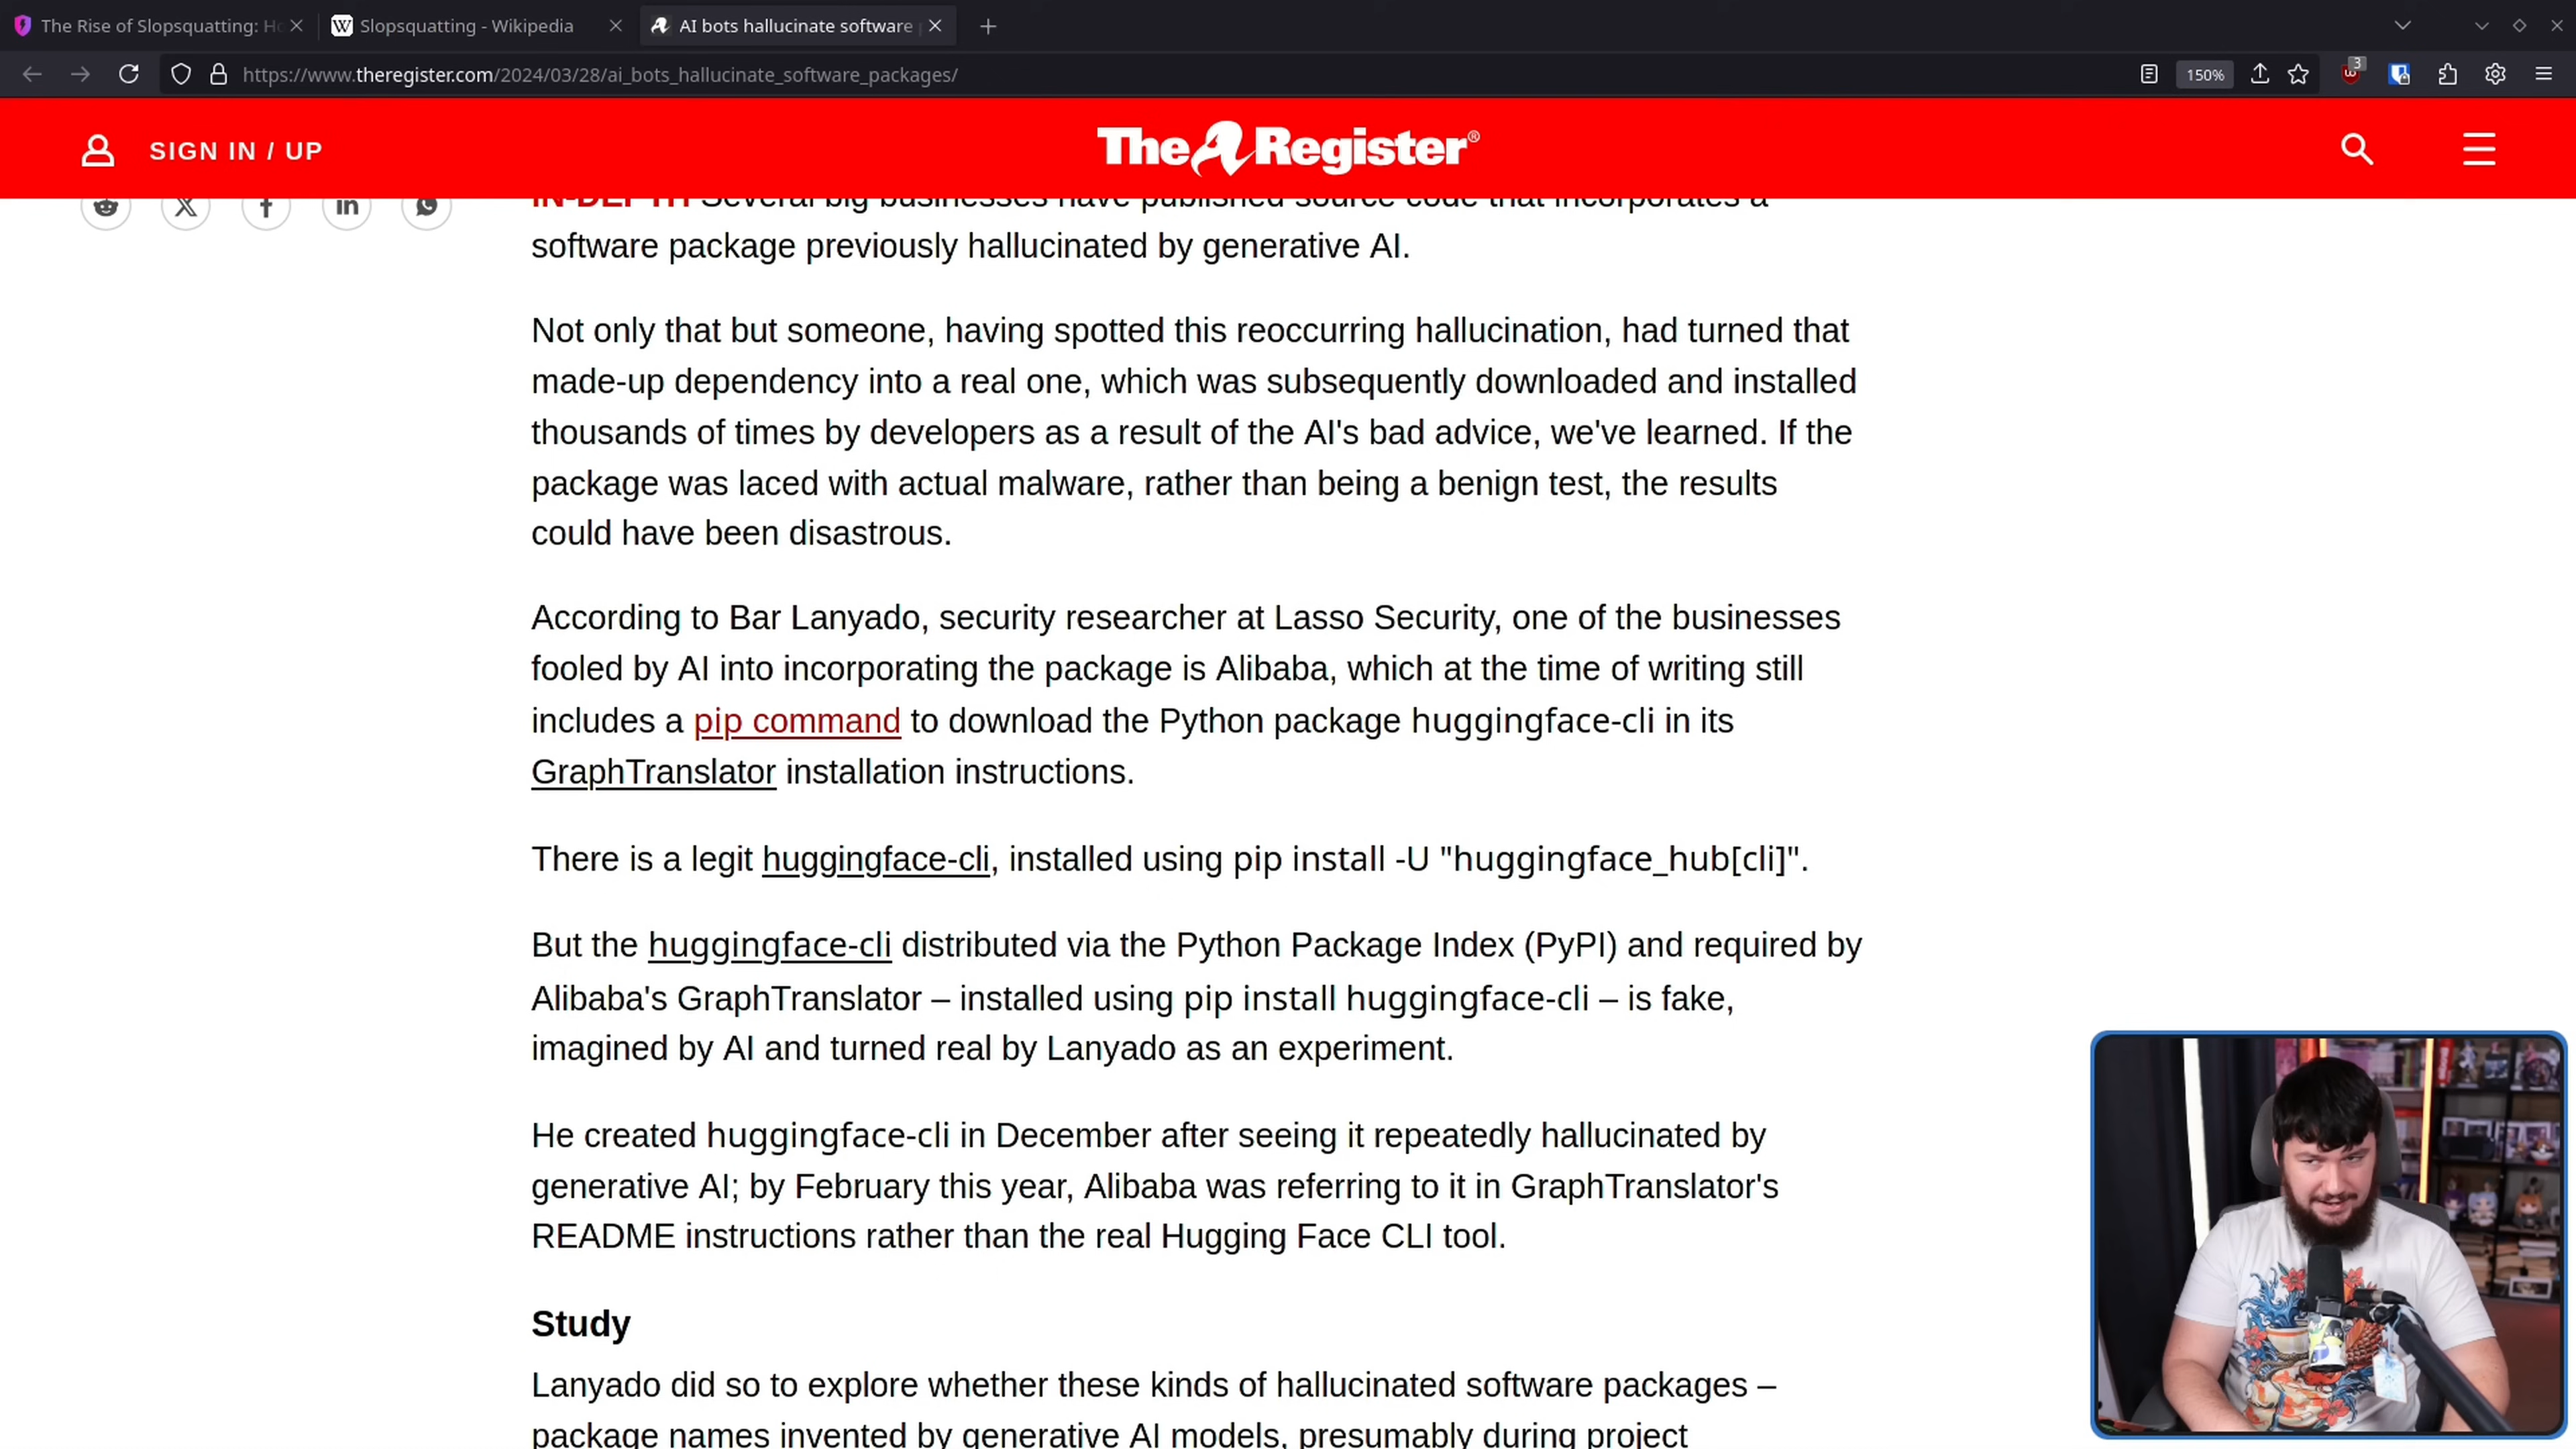 The Rise of Slopsquatting: Ho
Slopsquatting - Wikipedia
AI bots hallucinate software
https://www.theregister.com/2024/03/28/ai_bots_hallucinate_software_packages/
150%
3
SIGN IN / UP
The Register®
IN-DEPTH Several big businesses have published source code that incorporates a
software package previously hallucinated by generative AI.
Not only that but someone, having spotted this reoccurring hallucination, had turned that
made-up dependency into a real one, which was subsequently downloaded and installed
thousands of times by developers as a result of the AI's bad advice, we've learned. If the
package was laced with actual malware, rather than being a benign test, the results
could have been disastrous.
According to Bar Lanyado, security researcher at Lasso Security, one of the businesses
fooled by AI into incorporating the package is Alibaba, which at the time of writing still
includes a pip command to download the Python package huggingface-cli in its
GraphTranslator installation instructions.
There is a legit huggingface-cli, installed using pip install -U "huggingface_hub[cli]".
But the huggingface-cli distributed via the Python Package Index (PyPI) and required by
Alibaba's GraphTranslator – installed using pip install huggingface-cli – is fake,
imagined by AI and turned real by Lanyado as an experiment.
He created huggingface-cli in December after seeing it repeatedly hallucinated by
generative AI; by February this year, Alibaba was referring to it in GraphTranslator's
README instructions rather than the real Hugging Face CLI tool.
Study
Lanyado did so to explore whether these kinds of hallucinated software packages –
package names invented by generative AI models, presumably during project